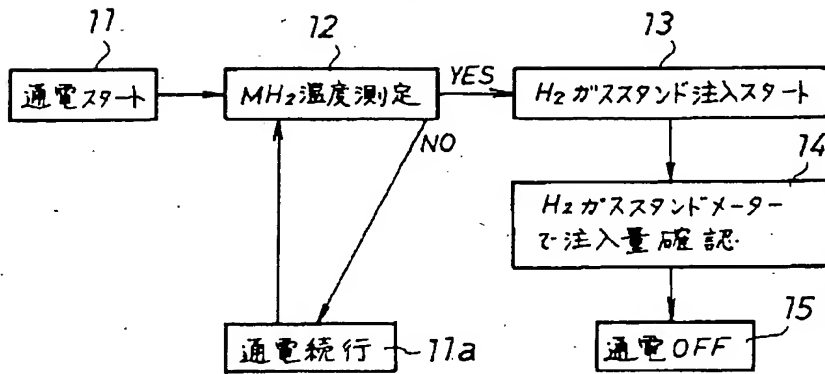 11
12
13
通電スタート
MH₂温度測定
YES
H₂ガススタンド注入スタート
NO
14
H₂ガススタンドメーター
で注入量確認
通電続行
11a
通電OFF
15